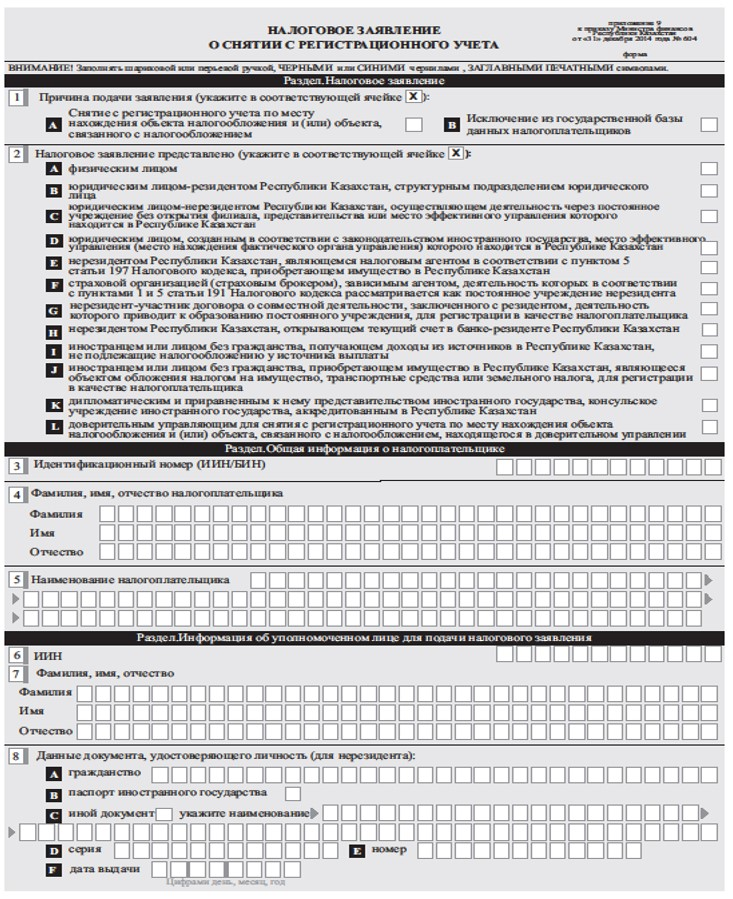 НАЛОГОВОЕ ЗАЯВЛЕНИЕ
О СНЯТИИ С РЕГИСТРАЦИОННОГО УЧЕТА
приложение 9
к приказу Министра финансов
Республики Казахстан
от «31» декабря 2014 года № 604
форма
ВНИМАНИЕ! Заполнять шариковой или перьевой ручкой, ЧЕРНЫМИ или СИНИМИ чернилами , ЗАГЛАВНЫМИ ПЕЧАТНЫМИ символами.
Раздел.Налоговое заявление
1 Причина подачи заявления (укажите в соответствующей ячейке X ):
A Снятие с регистрационного учета по месту
нахождения обьекта налогообложения и (или) объекта,
связанного с налогообложением
B Исключение из государственной базы
данных налогоплательщиков
2 Налоговое заявление представлено (укажите в соответствующей ячейке X ):
A физическим лицом
B юридическим лицом-резидентом Республики Казахстан, структурным подразделением юридического
лица
C юридическим лицом-нерезидентом Республики Казахстан, осуществляющем деятельность через постоянное
учреждение без открытия филиала, представительства или место эффективного управления которого
находится в Республике Казахстан
D юридическим лицом, созданным в соответствии с законодательством иностранного государства, место эффективного
управления (место нахождения фактического органа управления) которого находится в Республике Казахстан
E нерезидентом Республики Казахстан, являющемся налоговым агентом в соответствии с пунктом 5
статьи 197 Налогового кодекса, приобретающем имущество в Республике Казахстан
F страховой организацией (страховым брокером), зависимым агентом, деятельность которых в соответствии
с пунктами 1 и 5 статьи 191 Налогового кодекса рассматривается как постоянное учреждение нерезидента
G нерезидент-участник договора о совместной деятельности, заключенного с резидентом, деятельность
которого приводит к образованию постоянного учреждения, для регистрации в качестве налогоплательщика
H нерезидентом Республики Казахстан, открывающем текущий счет в банке-резиденте Республики Казахстан
I иностранцем или лицом без гражданства, получающем доходы из источников в Республике Казахстан,
не подлежащие налогообложению у источника выплаты
J иностранцем или лицом без гражданства, приобретающем имущество в Республике Казахстан, являющееся
объектом обложения налогом на имущество, транспортные средства или земельного налога, для регистрации
в качестве налогоплательщика
K дипломатическим и приравненным к нему представительством иностранного государства, консульское
учреждение иностранного государства, аккредитованным в Республике Казахстан
L доверительным управляющим для снятия с регистрационного учета по месту нахождения объекта
налогообложения и (или) объекта, связанного с налогообложением, находящегося в доверительном управлении
Раздел.Общая информация о налогоплательщике
3 Идентификационный номер (ИИН/БИН)
4 Фамилия, имя, отчество налогоплательщика
Фамилия
Имя
Отчество
5 Наименование налогоплательщика
Раздел.Информация об уполномоченном лице для подачи налогового заявления
6 ИИН
7 Фамилия, имя, отчество
Фамилия
Имя
Отчество
8 Данные документа, удостоверяющего личность (для нерезидента):
A гражданство
B паспорт иностранного государства
C иной документ укажите наименование
D серия E номер
F дата выдачи
Цифрами день, месяц, год